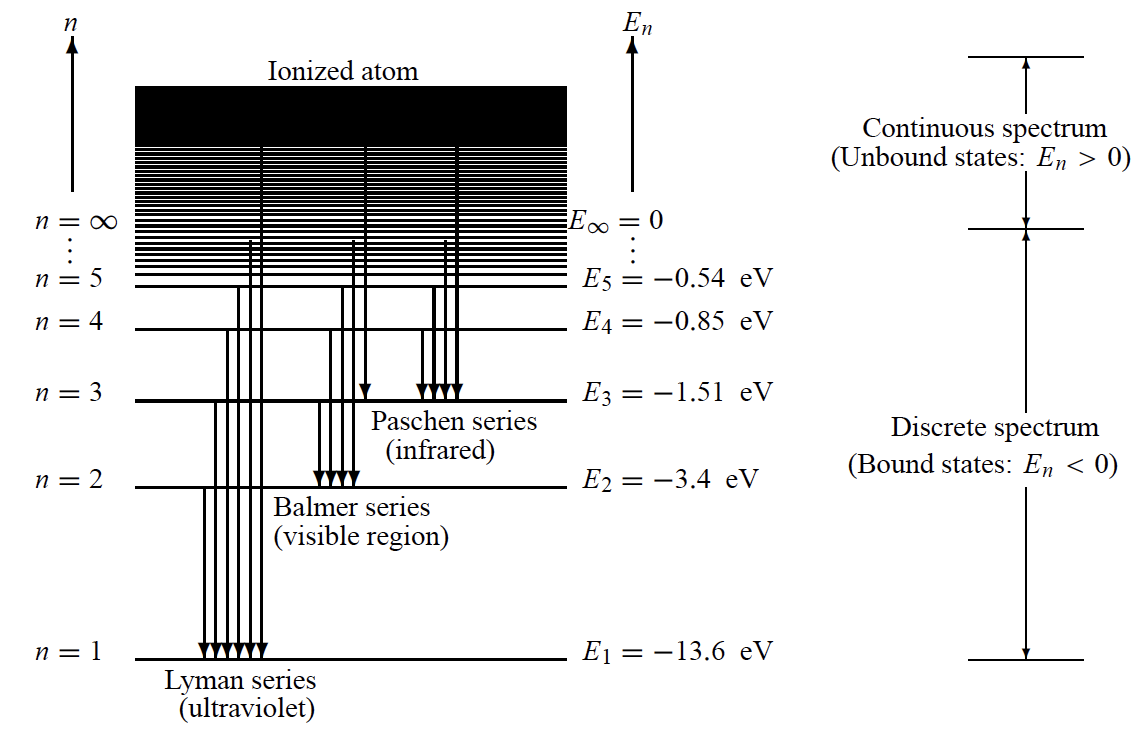 n
E_n
Ionized atom
Continuous spectrum
(Unbound states: E_n > 0)
n = ∞
E_∞ = 0
⋮
⋮
n = 5
E_5 = −0.54 eV
n = 4
E_4 = −0.85 eV
n = 3
E_3 = −1.51 eV
Paschen series
(infrared)
Discrete spectrum
(Bound states: E_n < 0)
n = 2
E_2 = −3.4 eV
Balmer series
(visible region)
n = 1
E_1 = −13.6 eV
Lyman series
(ultraviolet)